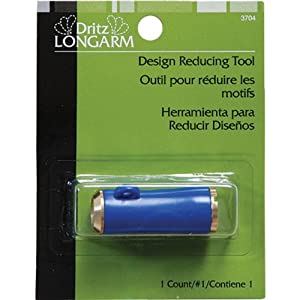 3704
Dritz
LONGARM
Design Reducing Tool
Outil pour réduire les
motifs
Herramienta para
Reducir Diseños
1 Count/#1/Contiene 1